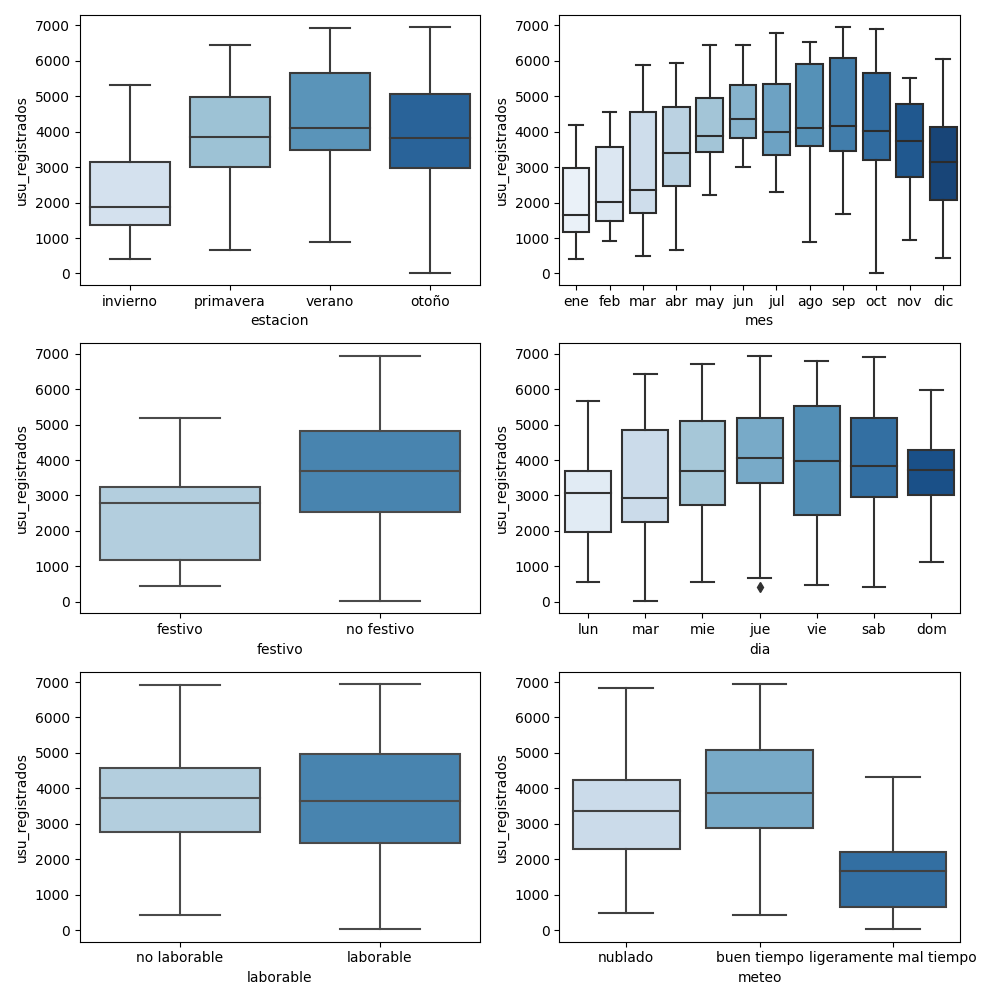 7000
6000
5000
4000
3000
2000
1000
0
usu_registrados
invierno primavera verano otoño
estacion
7000
6000
5000
4000
3000
2000
1000
0
usu_registrados
ene feb mar abr may jun jul ago sep oct nov dic
mes
7000
6000
5000
4000
3000
2000
1000
0
usu_registrados
festivo no festivo
festivo
7000
6000
5000
4000
3000
2000
1000
0
usu_registrados
lun mar mie jue vie sab dom
dia
7000
6000
5000
4000
3000
2000
1000
0
usu_registrados
no laborable laborable
laborable
7000
6000
5000
4000
3000
2000
1000
0
usu_registrados
nublado buen tiempo ligeramente mal tiempo
meteo